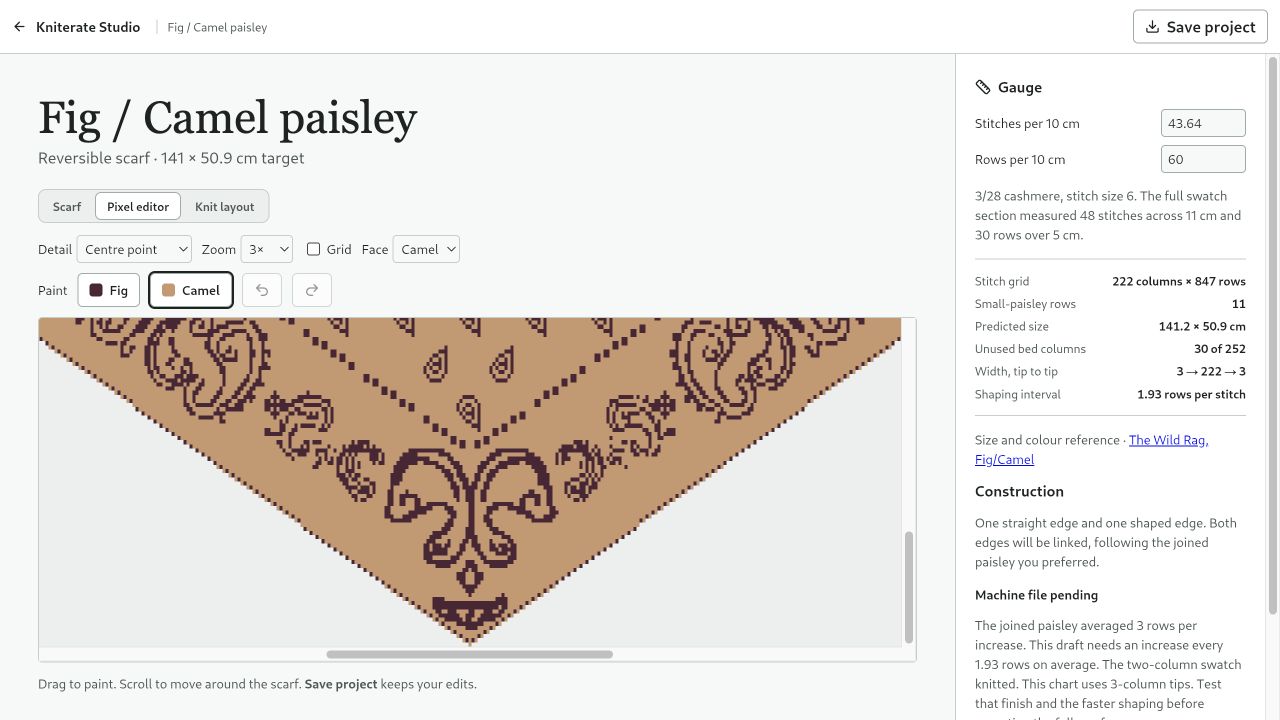 Kniterate Studio
Fig / Camel paisley
Save project
Fig / Camel paisley
Reversible scarf · 141 × 50.9 cm target
Scarf
Pixel editor
Knit layout
Detail
Centre point
Zoom
3×
Grid
Face
Camel
Paint
Fig
Camel
Drag to paint. Scroll to move around the scarf. Save project keeps your edits.
Gauge
Stitches per 10 cm
43.64
Rows per 10 cm
60
3/28 cashmere, stitch size 6. The full swatch
section measured 48 stitches across 11 cm and
30 rows over 5 cm.
Stitch grid 222 columns × 847 rows
Small-paisley rows 11
Predicted size 141.2 × 50.9 cm
Unused bed columns 30 of 252
Width, tip to tip 3 → 222 → 3
Shaping interval 1.93 rows per stitch
Size and colour reference · The Wild Rag,
Fig/Camel
Construction
One straight edge and one shaped edge. Both
edges will be linked, following the joined
paisley you preferred.
Machine file pending
The joined paisley averaged 3 rows per
increase. This draft needs an increase every
1.93 rows on average. The two-column swatch
knitted. This chart uses 3-column tips. Test
that finish and the faster shaping before